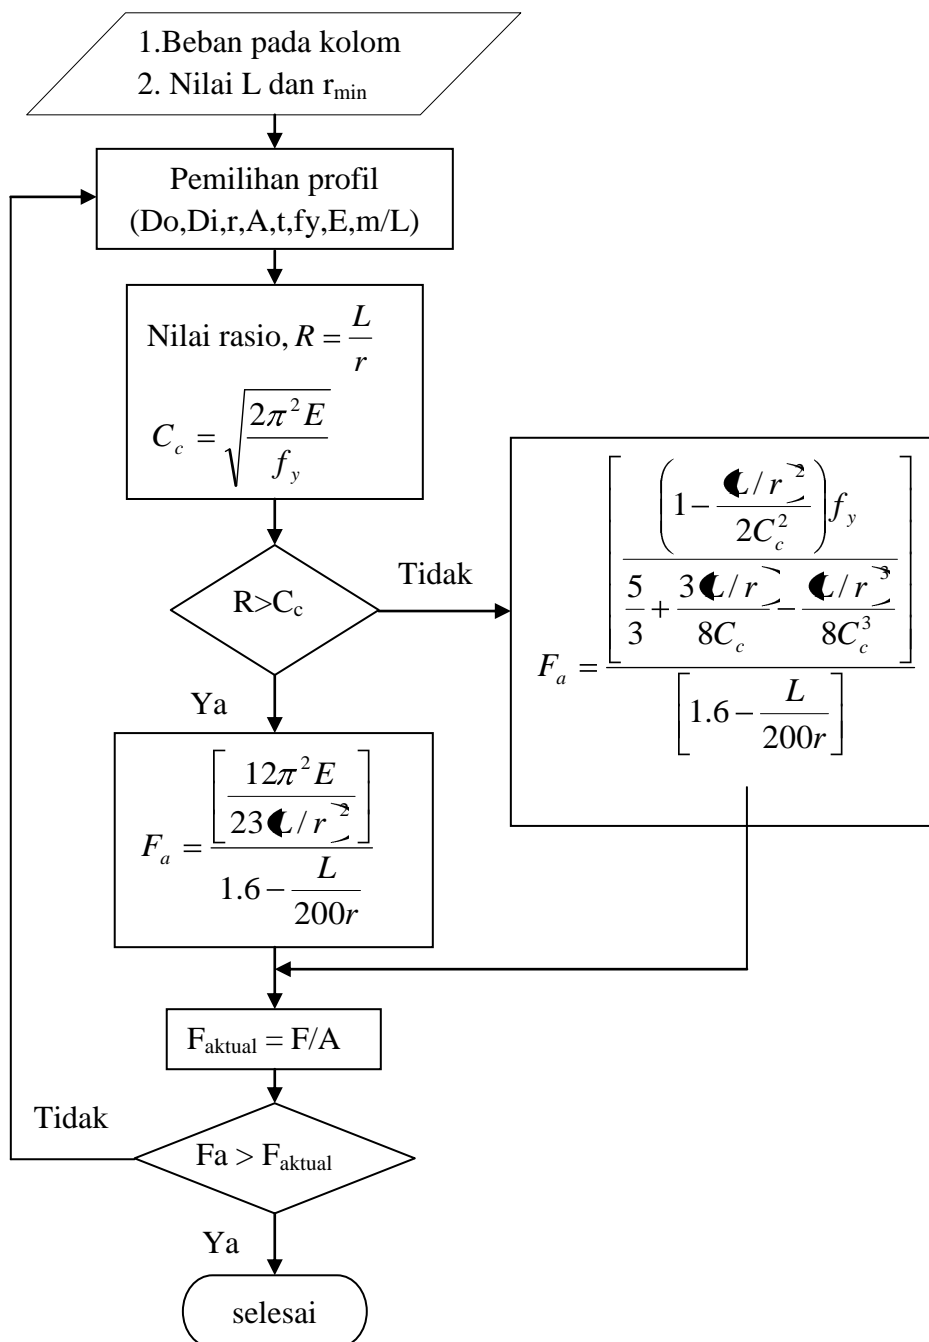 1.Beban pada kolom
2. Nilai L dan r_min
Pemilihan profil
(Do,Di,r,A,t,fy,E,m/L)
Nilai rasio, R = L/r
C_c = √(2π² E / f_y)
R>C_c
Tidak
F_a = [ (1 − (L/r)² / 2C_c²) f_y / (5/3 + 3(L/r) / 8C_c − (L/r)³ / 8C_c³) ] / [1.6 − L/200r]
Ya
F_a = [ 12π² E / 23(L/r)² ] / (1.6 − L/200r)
F_aktual = F/A
Tidak
Fa > F_aktual
Ya
selesai